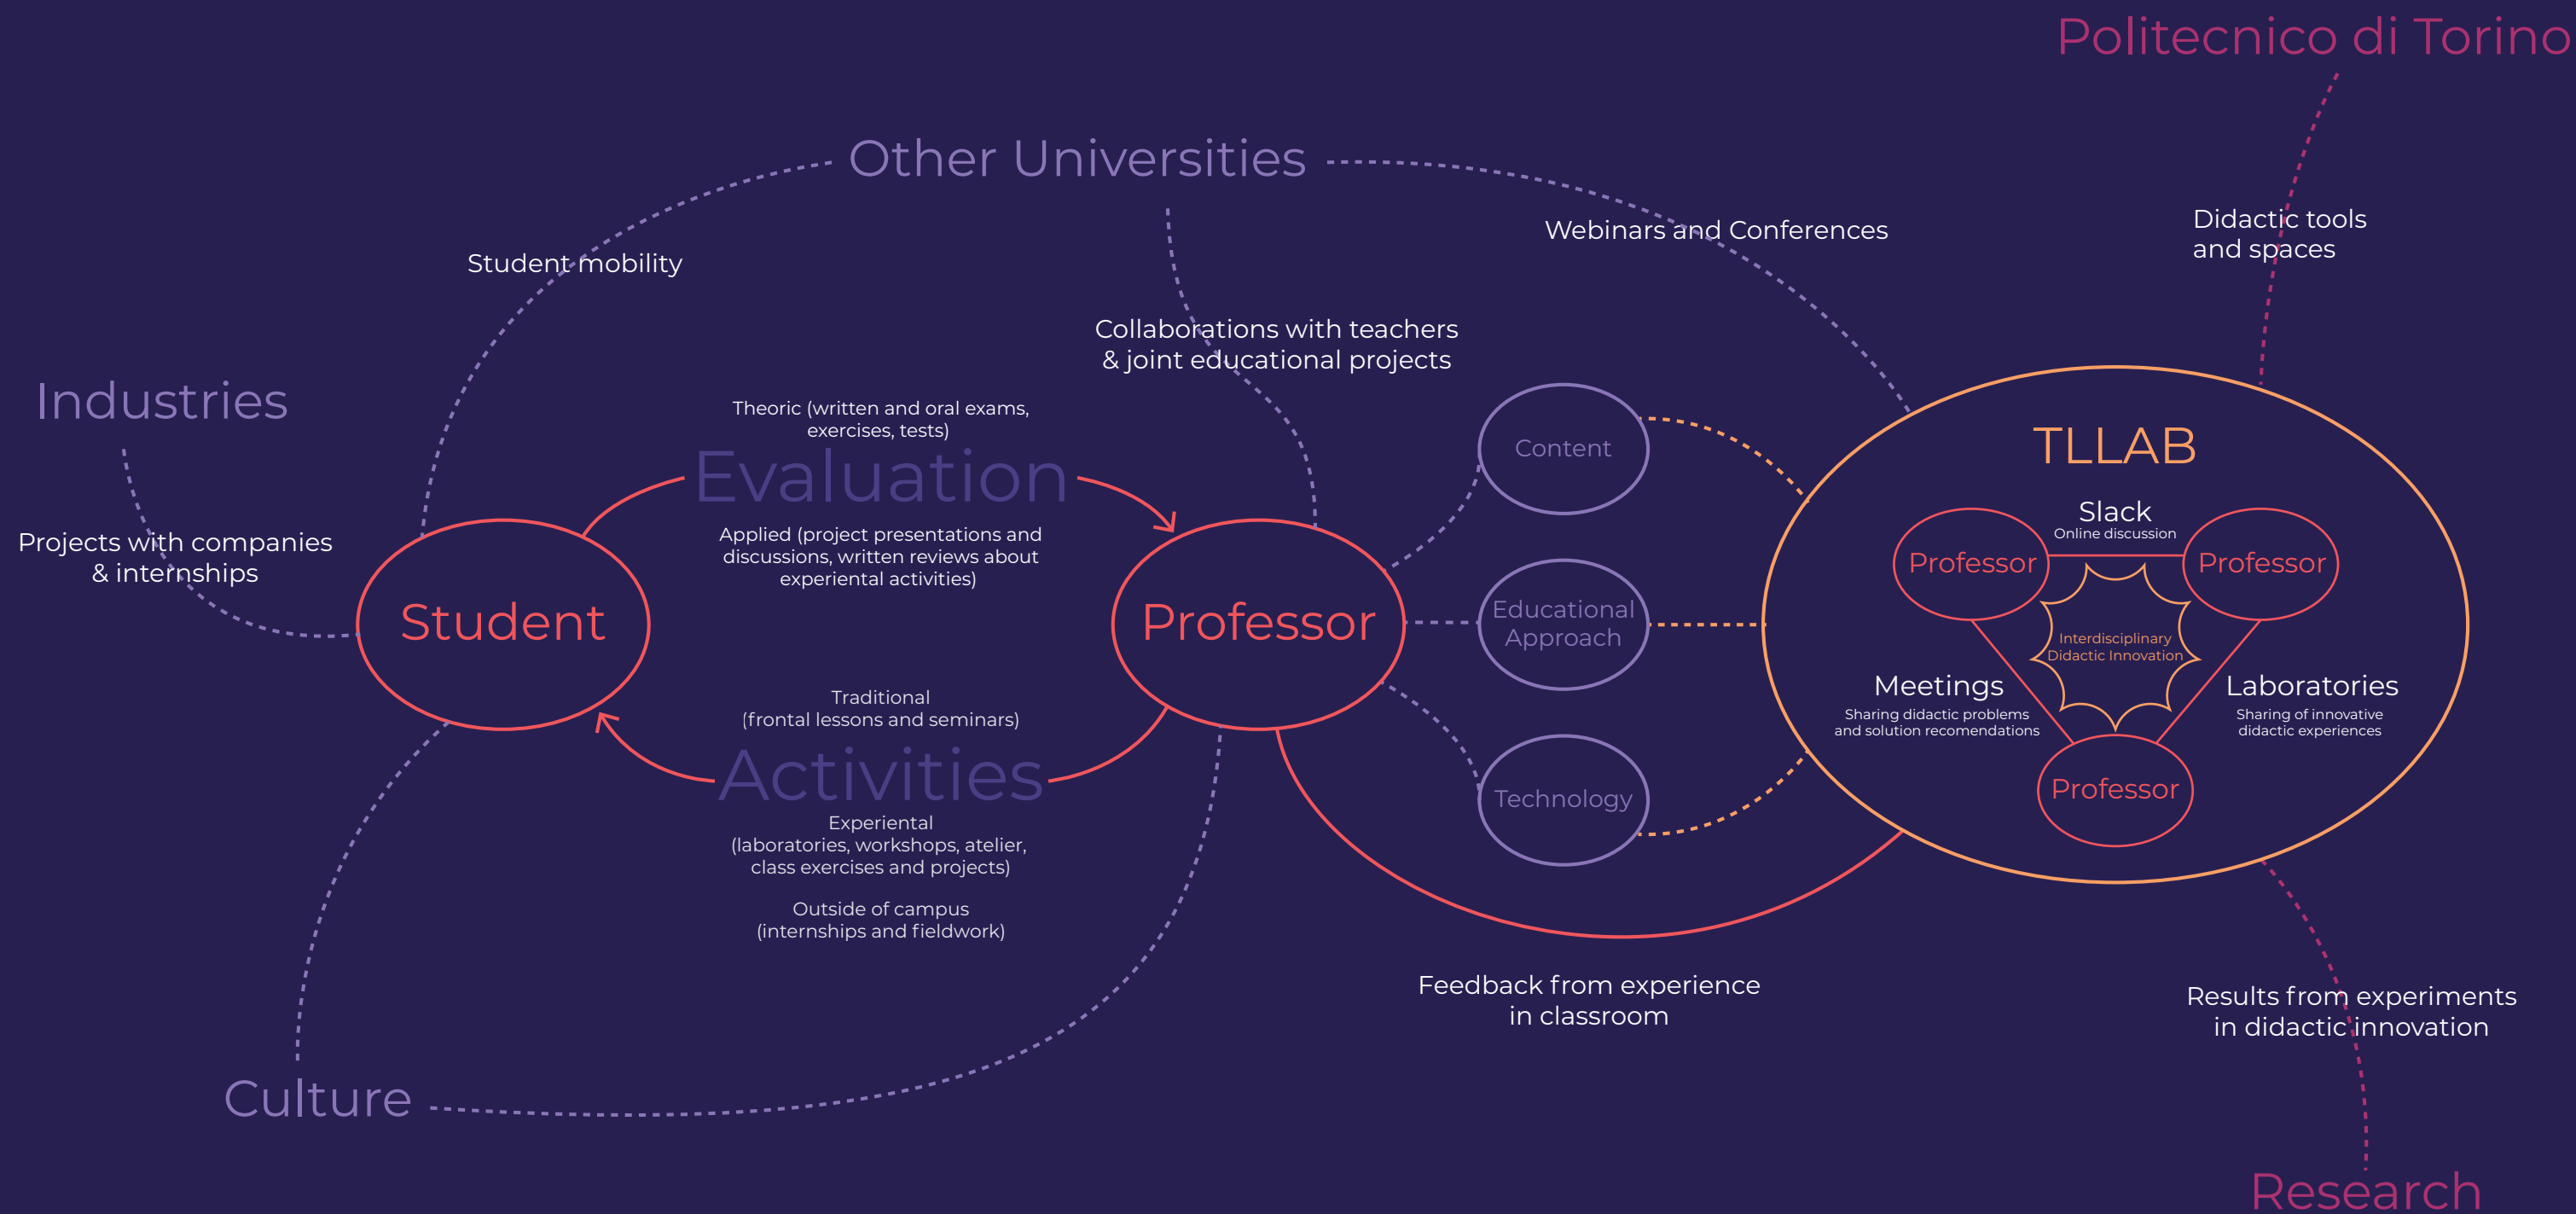 Politecnico di Torino
Other Universities
Didactic tools
and spaces
Webinars and Conferences
Student mobility
Collaborations with teachers
& joint educational projects
Industries
Projects with companies
& internships
Theoric (written and oral exams,
exercises, tests)
Evaluation
Applied (project presentations and
discussions, written reviews about
experiential activities)
Student
Professor
Traditional
(frontal lessons and seminars)
Activities
Experiental
(laboratories, workshops, atelier,
class exercises and projects)
Outside of campus
(internships and fieldwork)
Content
Educational
Approach
Technology
TLLAB
Slack
Online discussion
Professor
Professor
Interdisciplinary
Didactic Innovation
Meetings
Sharing didactic problems
and solution recomendations
Laboratories
Sharing of innovative
didactic experiences
Professor
Feedback from experience
in classroom
Results from experiments
in didactic innovation
Culture
Research